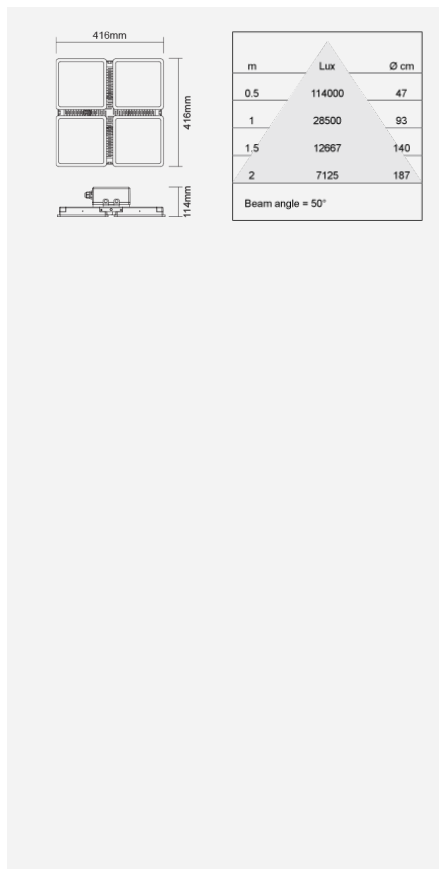 416mm
416mm
114mm
m Lux Ø cm
0.5 114000 47
1 28500 93
1.5 12667 140
2 7125 187
Beam angle = 50°